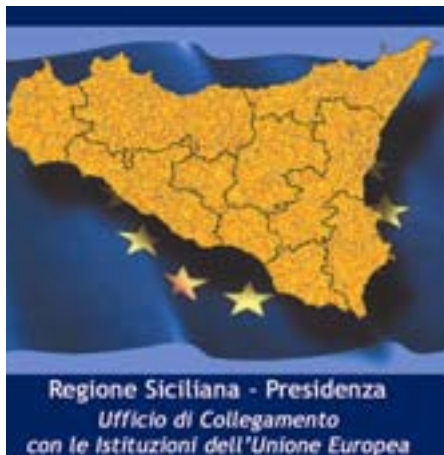 Regione Siciliana - Presidenza
Ufficio di Collegamento
con le Istituzioni dell'Unione Europea